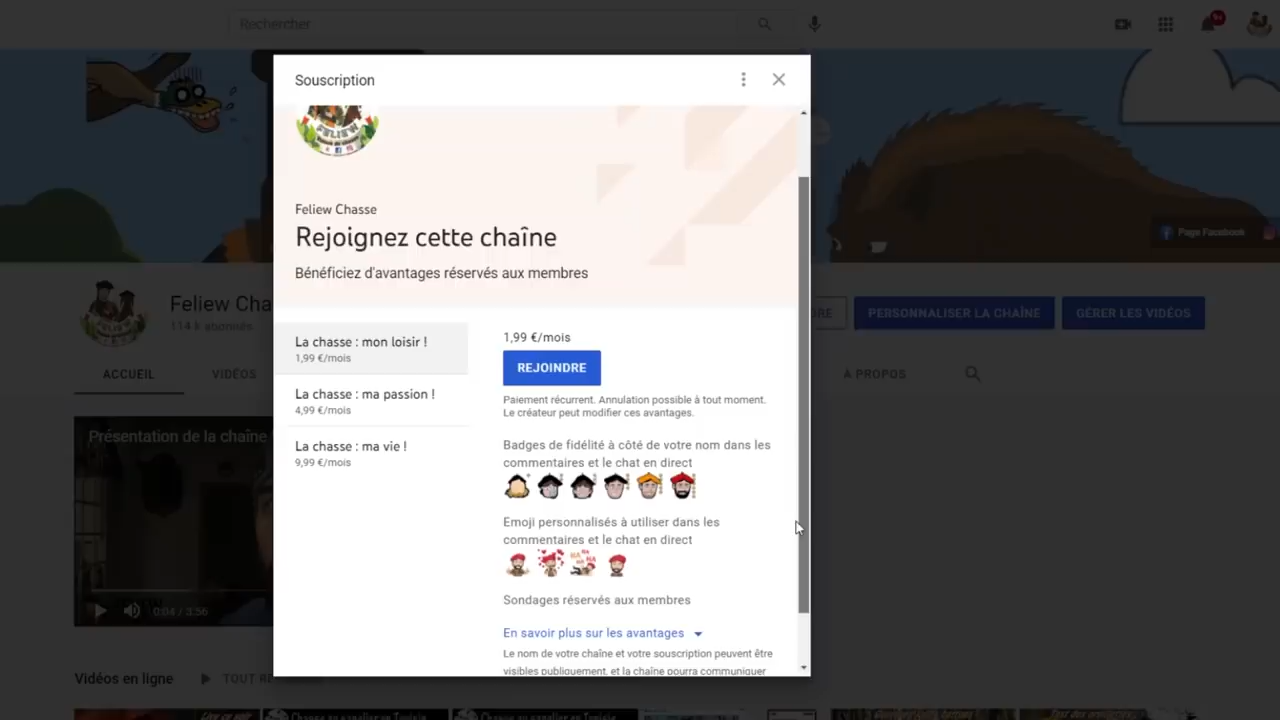 Rechercher
9+
Souscription
FELIEW
Feliew Chasse
Rejoignez cette chaîne
Bénéficiez d'avantages réservés aux membres
Page Facebook
Feliew Cha
114 k abonnés
IRE
PERSONNALISER LA CHAÎNE
GÉRER LES VIDÉOS
ACCUEIL
VIDÉOS
À PROPOS
La chasse : mon loisir !
1,99 €/mois
La chasse : ma passion !
4,99 €/mois
La chasse : ma vie !
9,99 €/mois
1,99 €/mois
REJOINDRE
Paiement récurrent. Annulation possible à tout moment.
Le créateur peut modifier ces avantages.
Badges de fidélité à côté de votre nom dans les
commentaires et le chat en direct
Emoji personnalisés à utiliser dans les
commentaires et le chat en direct
Sondages réservés aux membres
En savoir plus sur les avantages
Le nom de votre chaîne et votre souscription peuvent être
visibles publiquement, et la chaîne pourra communiquer
Présentation de la chaîne
0:04 / 3:56
Vidéos en ligne
TOUT RE